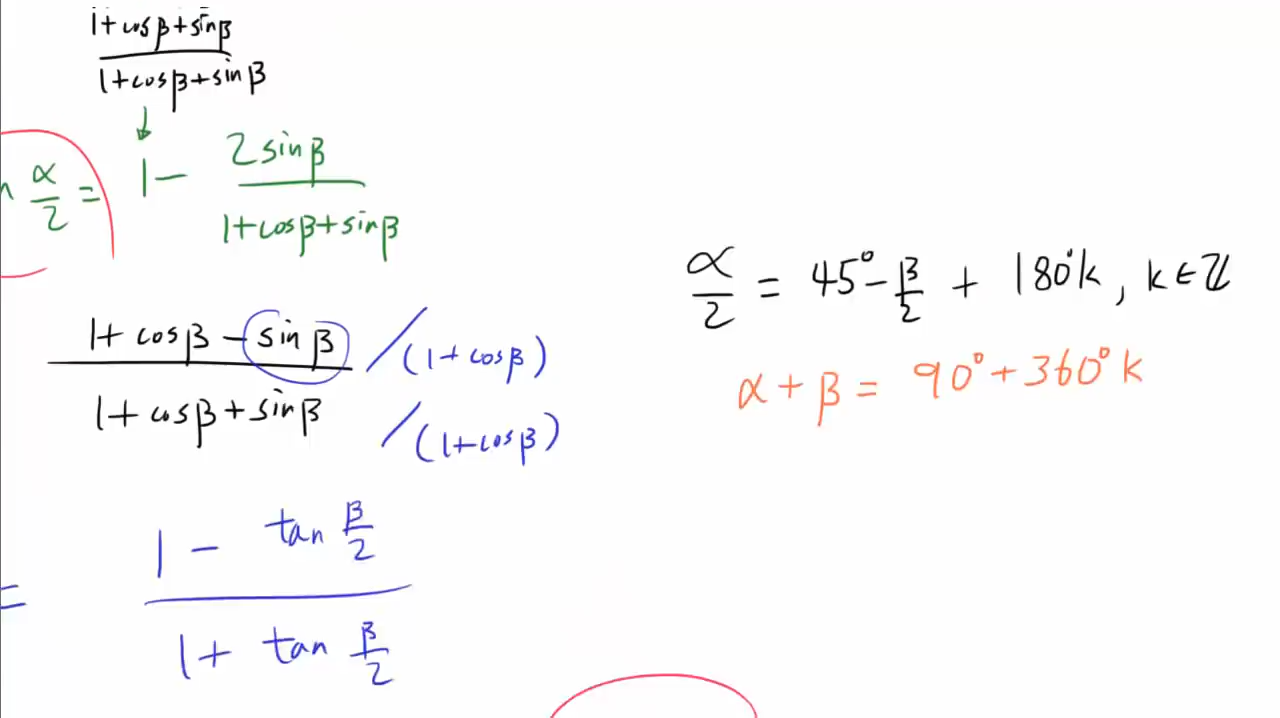 1+cosβ+sinβ
1+cosβ+sinβ
n α/2 = 1 − 2sinβ / 1+cosβ+sinβ
1+ cosβ − sinβ /(1+cosβ)
1+ cosβ+sinβ /(1+cosβ)
= 1 − tan β/2
1+ tan β/2
α/2 = 45° − β/2 + 180°k, k∈ℤ
α+β = 90°+360°k